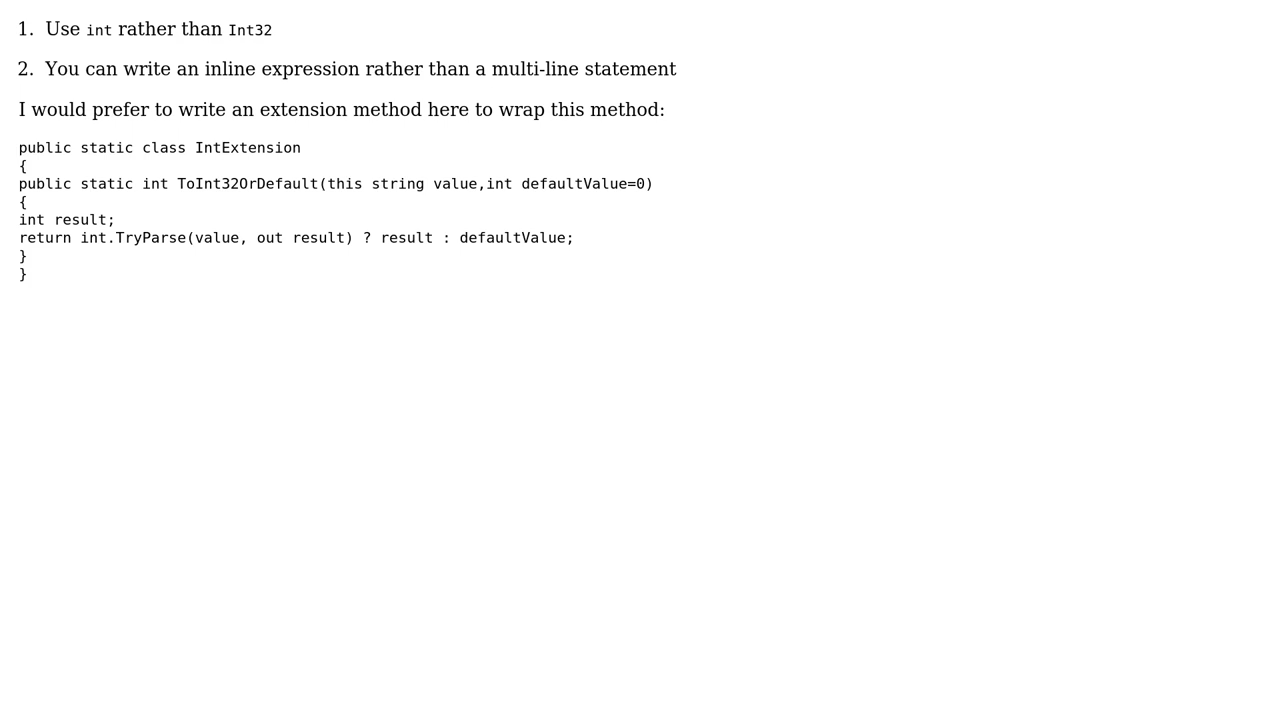 1. Use int rather than Int32
2. You can write an inline expression rather than a multi-line statement
I would prefer to write an extension method here to wrap this method:
public static class IntExtension
{
public static int ToInt32OrDefault(this string value,int defaultValue=0)
{
int result;
return int.TryParse(value, out result) ? result : defaultValue;
}
}